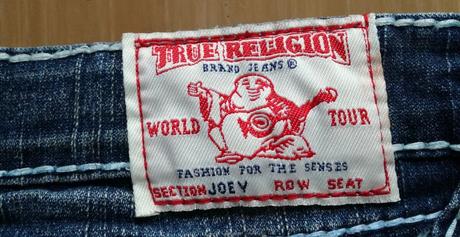 TRUE RELIGION
BRAND JEANS®
WORLD TOUR
FASHION FOR THE SENSES
SECTION JOEY ROW SEAT